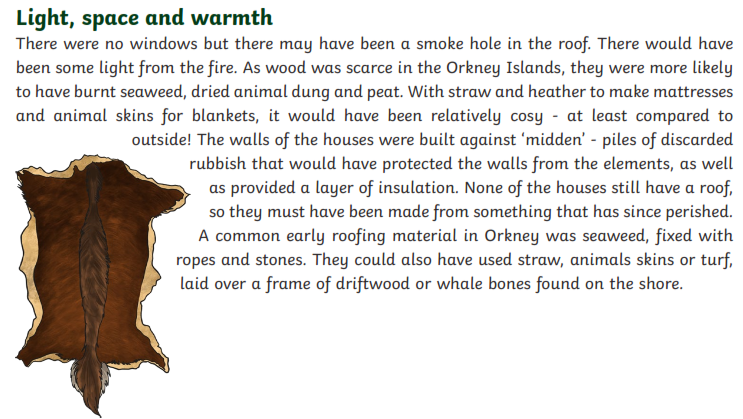 Light, space and warmth
There were no windows but there may have been a smoke hole in the roof. There would have
been some light from the fire. As wood was scarce in the Orkney Islands, they were more likely
to have burnt seaweed, dried animal dung and peat. With straw and heather to make mattresses
and animal skins for blankets, it would have been relatively cosy - at least compared to
outside! The walls of the houses were built against ‘midden’ - piles of discarded
rubbish that would have protected the walls from the elements, as well
as provided a layer of insulation. None of the houses still have a roof,
so they must have been made from something that has since perished.
A common early roofing material in Orkney was seaweed, fixed with
ropes and stones. They could also have used straw, animals skins or turf,
laid over a frame of driftwood or whale bones found on the shore.